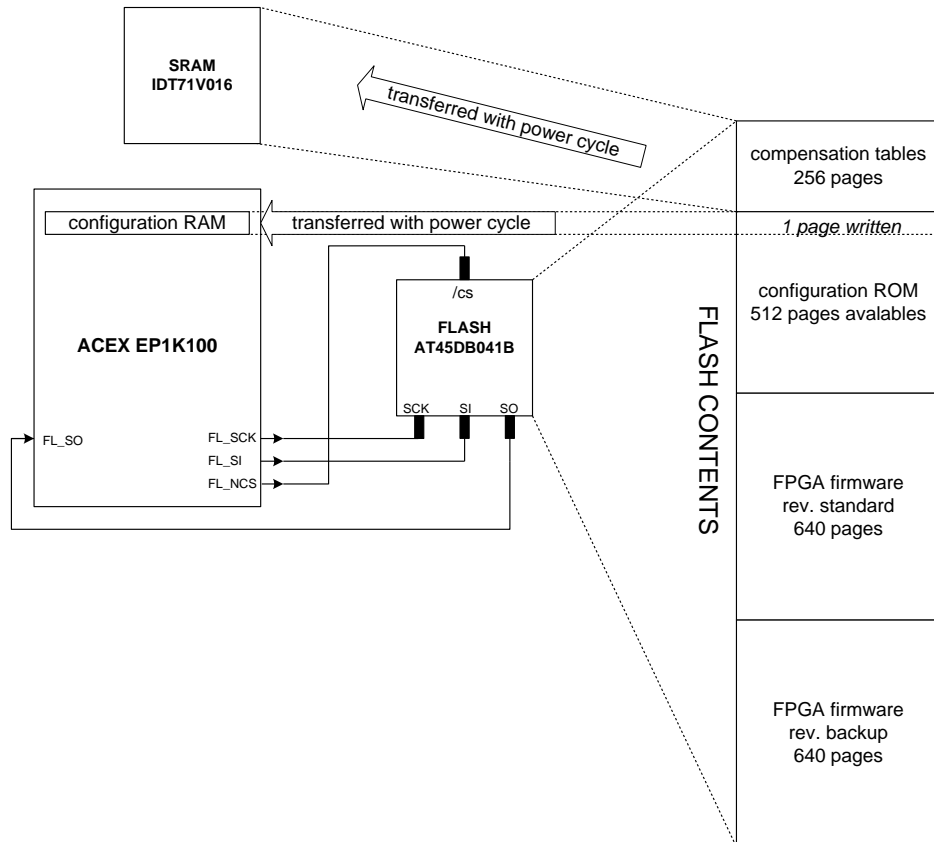 SRAM
IDT71V016
transferred with power cycle
compensation tables
256 pages
configuration RAM
transferred with power cycle
1 page written
/cs
FLASH
AT45DB041B
SCK
SI
SO
ACEX EP1K100
FL_SO
FL_SCK
FL_SI
FL_NCS
FLASH CONTENTS
configuration ROM
512 pages avalables
FPGA firmware
rev. standard
640 pages
FPGA firmware
rev. backup
640 pages